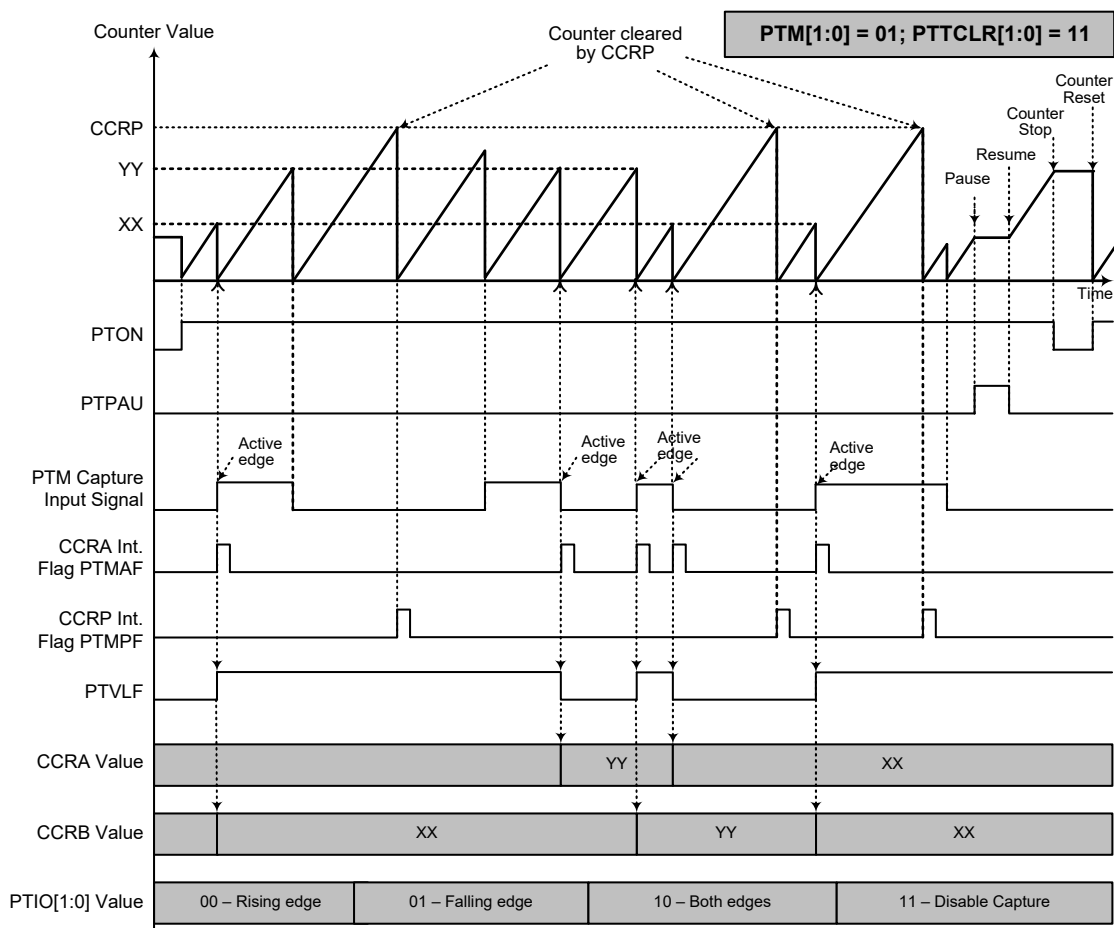 PTM[1:0] = 01; PTTCLR[1:0] = 11
Counter Value
Counter cleared
by CCRP
Counter
Reset
Counter
Stop
CCRP
Resume
YY
Pause
XX
Time
PTON
PTPAU
Active
edge
Active
edge
Active
edge
Active
edge
PTM Capture
Input Signal
CCRA Int.
Flag PTMAF
CCRP Int.
Flag PTMPF
PTVLF
CCRA Value
YY
XX
CCRB Value
XX
YY
XX
PTIO[1:0] Value
00 – Rising edge
01 – Falling edge
10 – Both edges
11 – Disable Capture